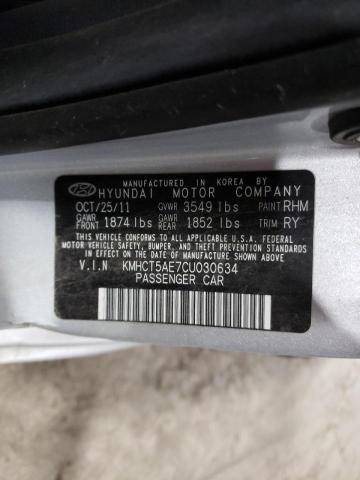 MANUFACTURED IN KOREA BY
HYUNDAI MOTOR COMPANY
OCT/25/11 GVWR 3549 lbs PAINT RHM
GAWR FRONT 1874 lbs GAWR REAR 1852 lbs TRIM RY
THIS VEHICLE CONFORMS TO ALL APPLICABLE U.S.A. FEDERAL
MOTOR VEHICLE SAFETY, BUMPER, AND THEFT PREVENTION STANDARDS
IN EFFECT ON THE DATE OF MANUFACTURE SHOWN ABOVE.
V.I.N KMHCT5AE7CU030634
PASSENGER CAR